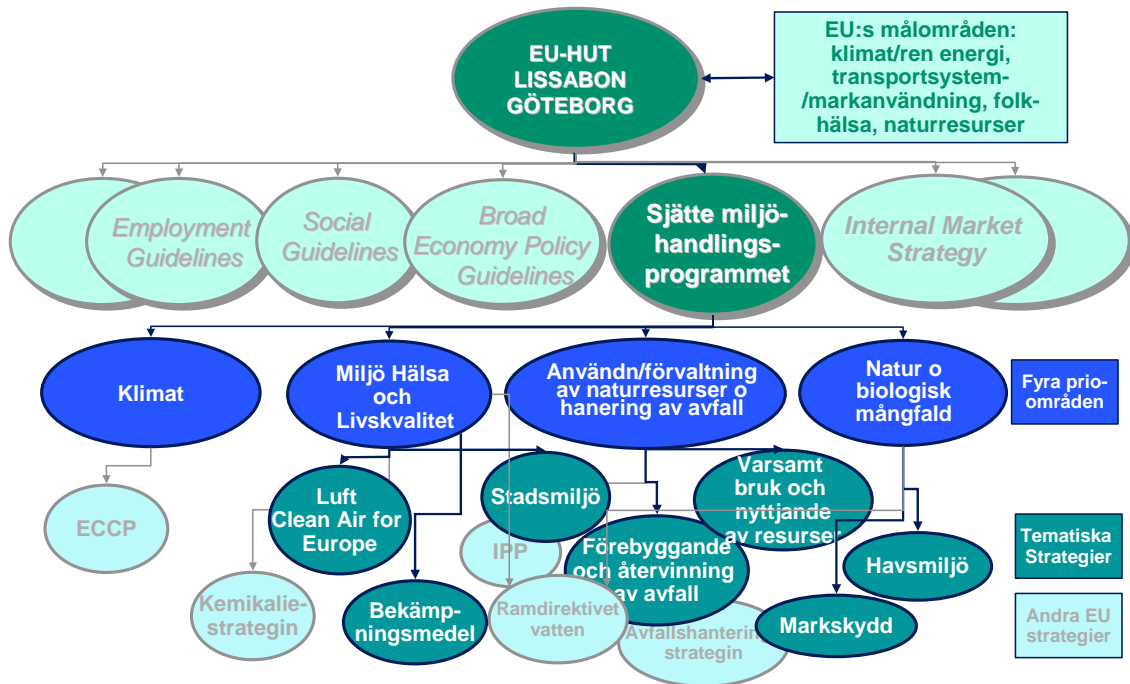 EU-HUT
LISSABON
GÖTEBORG
EU:s målområden:
klimat/ren energi,
transportsystem-
/markanvändning, folk-
hälsa, naturresurser
Employment
Guidelines
Social
Guidelines
Broad
Economy Policy
Guidelines
Sjätte miljö-
handlings-
programmet
Internal Market
Strategy
Klimat
Miljö Hälsa
och
Livskvalitet
Användn/förvaltning
av naturresurser o
hanering av avfall
Natur o
biologisk
mångfald
Fyra prio-
områden
ECCP
Luft
Clean Air for
Europe
Stadsmiljö
Varsamt
bruk och
nyttjande
av resurser
IPP
Förebyggande
och återvinning
av avfall
Havsmiljö
Tematiska
Strategier
Kemikalie-
strategin
Bekämp-
ningsmedel
Ramdirektivet
vatten
Avfallshanterin
strategin
Markskydd
Andra EU
strategier